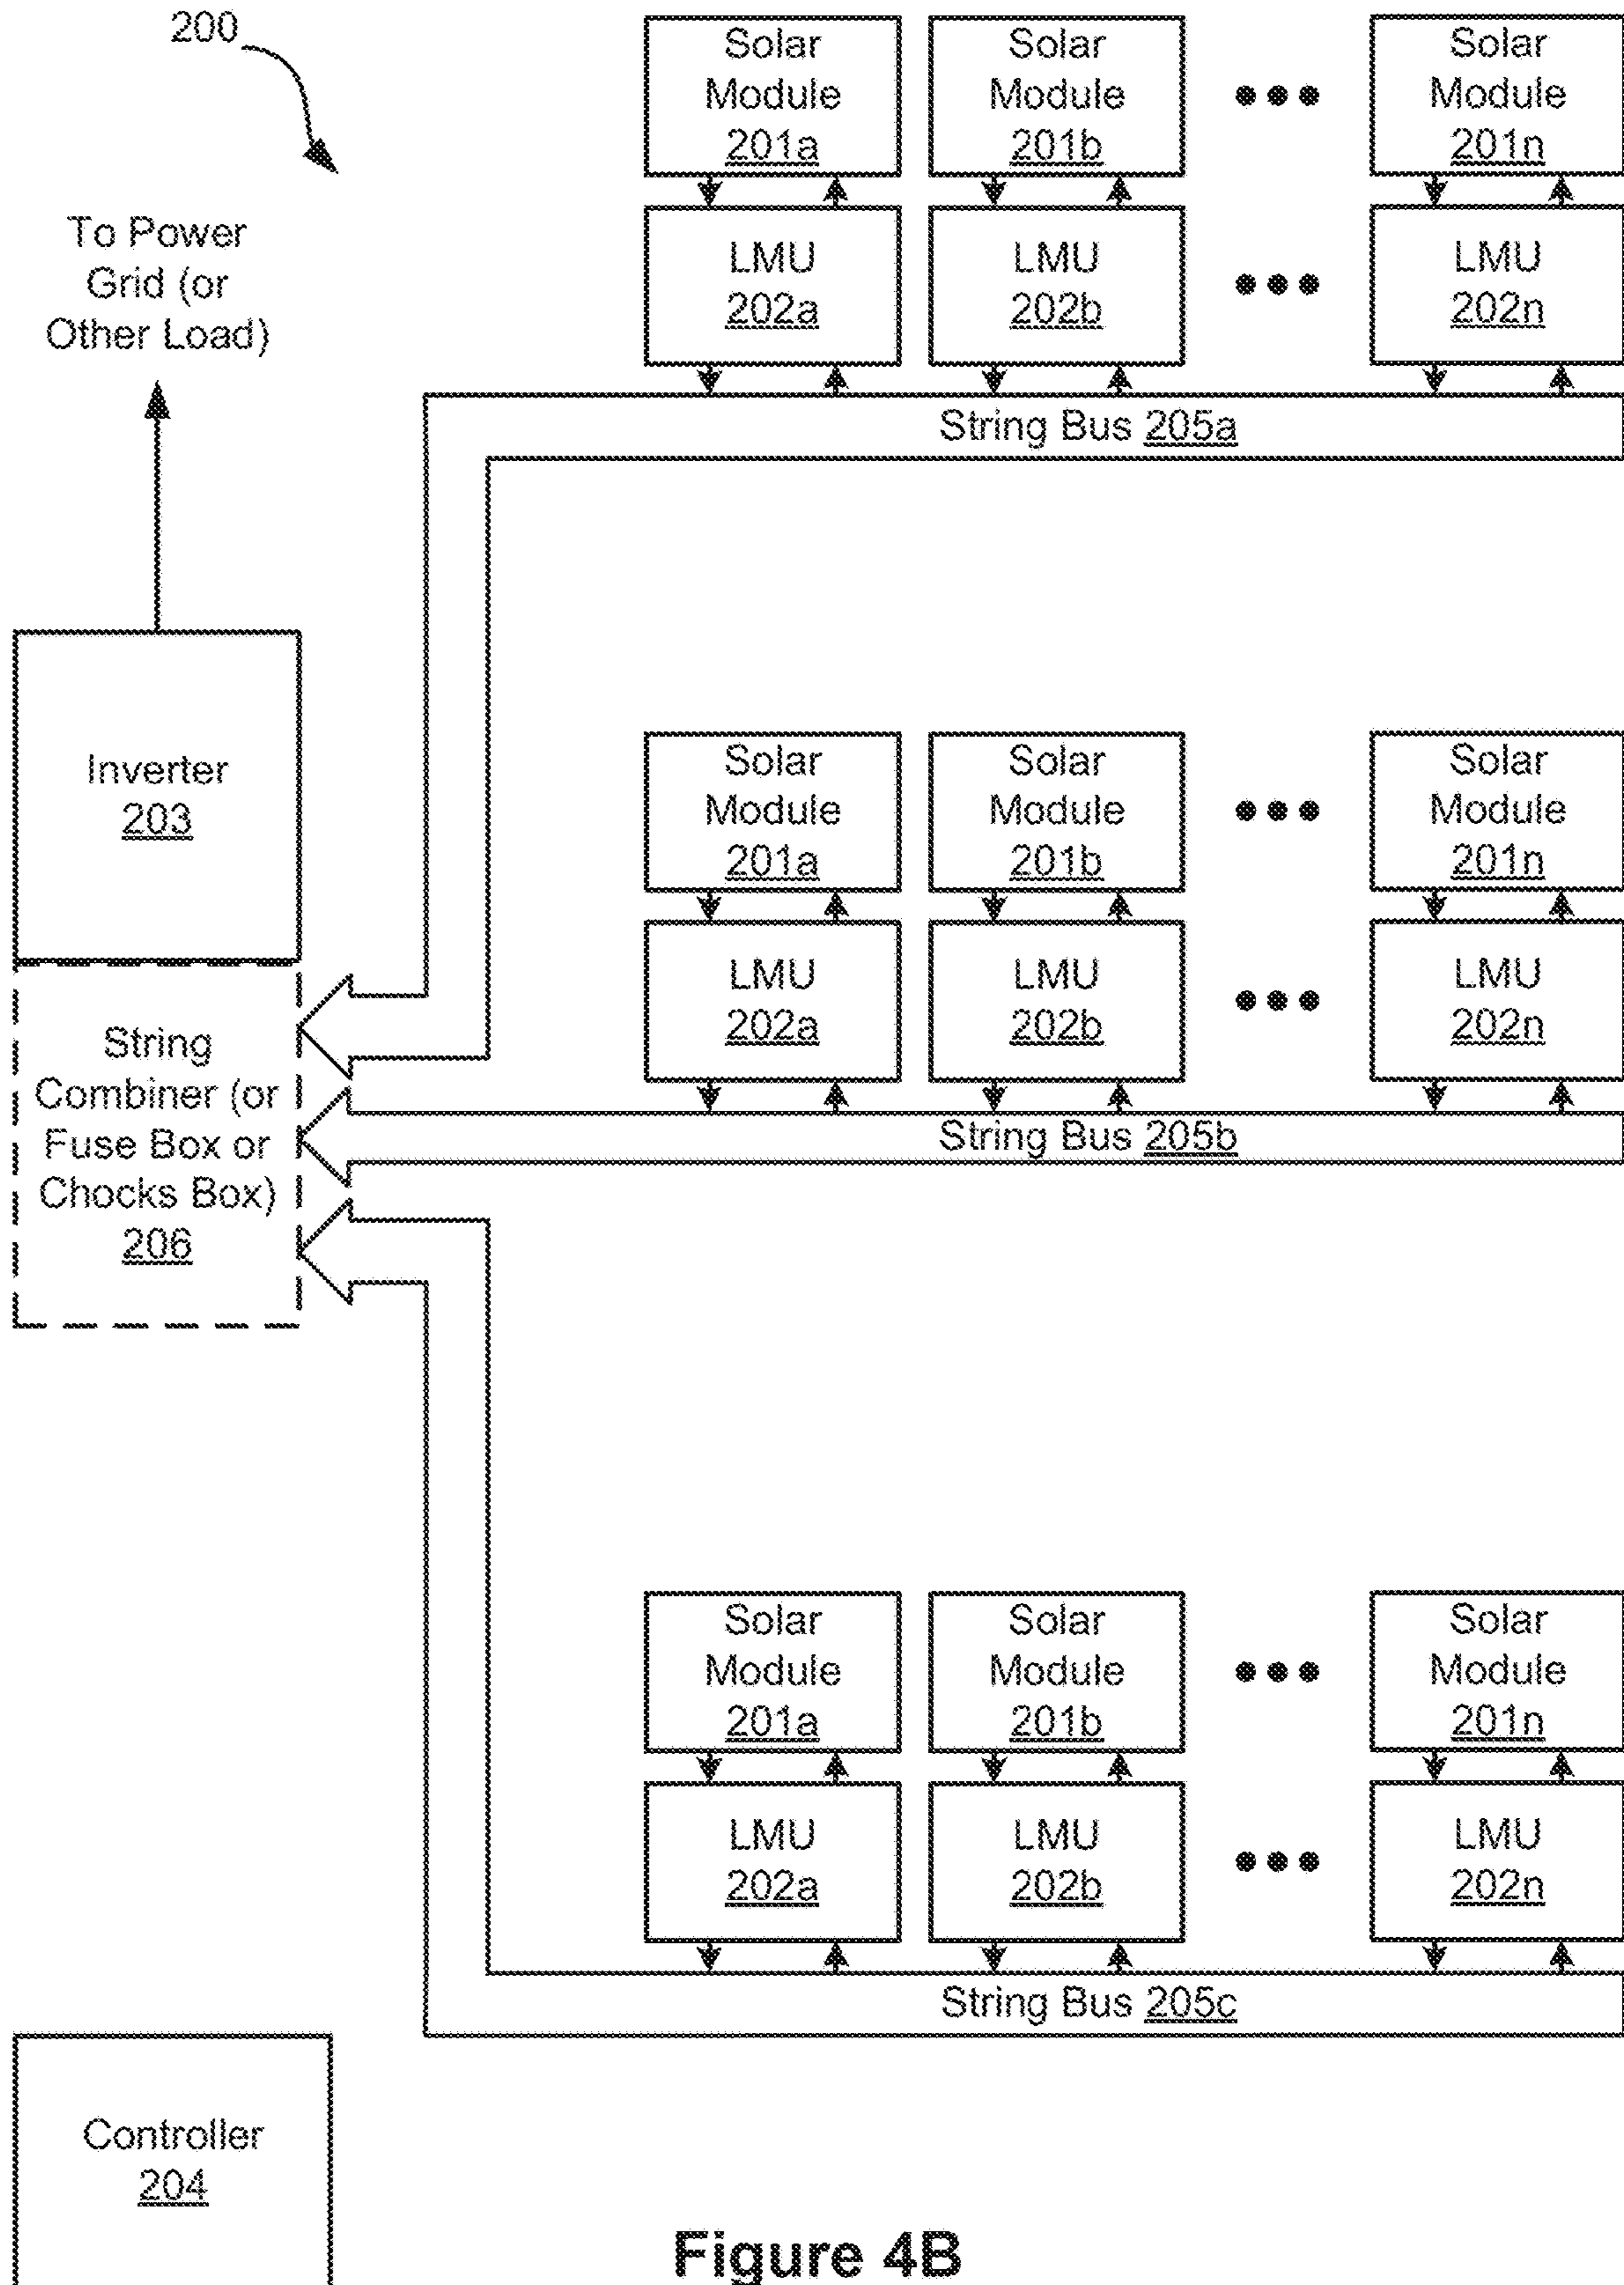 200
Solar
Module
201a
Solar
Module
201b
Solar
Module
201n
To Power
Grid (or
Other Load)
LMU
202a
LMU
202b
LMU
202n
String Bus 205a
Inverter
203
Solar
Module
201a
Solar
Module
201b
Solar
Module
201n
LMU
202a
LMU
202b
LMU
202n
String
Combiner (or
Fuse Box or
Chocks Box)
206
String Bus 205b
Solar
Module
201a
Solar
Module
201b
Solar
Module
201n
LMU
202a
LMU
202b
LMU
202n
String Bus 205c
Controller
204
Figure 4B